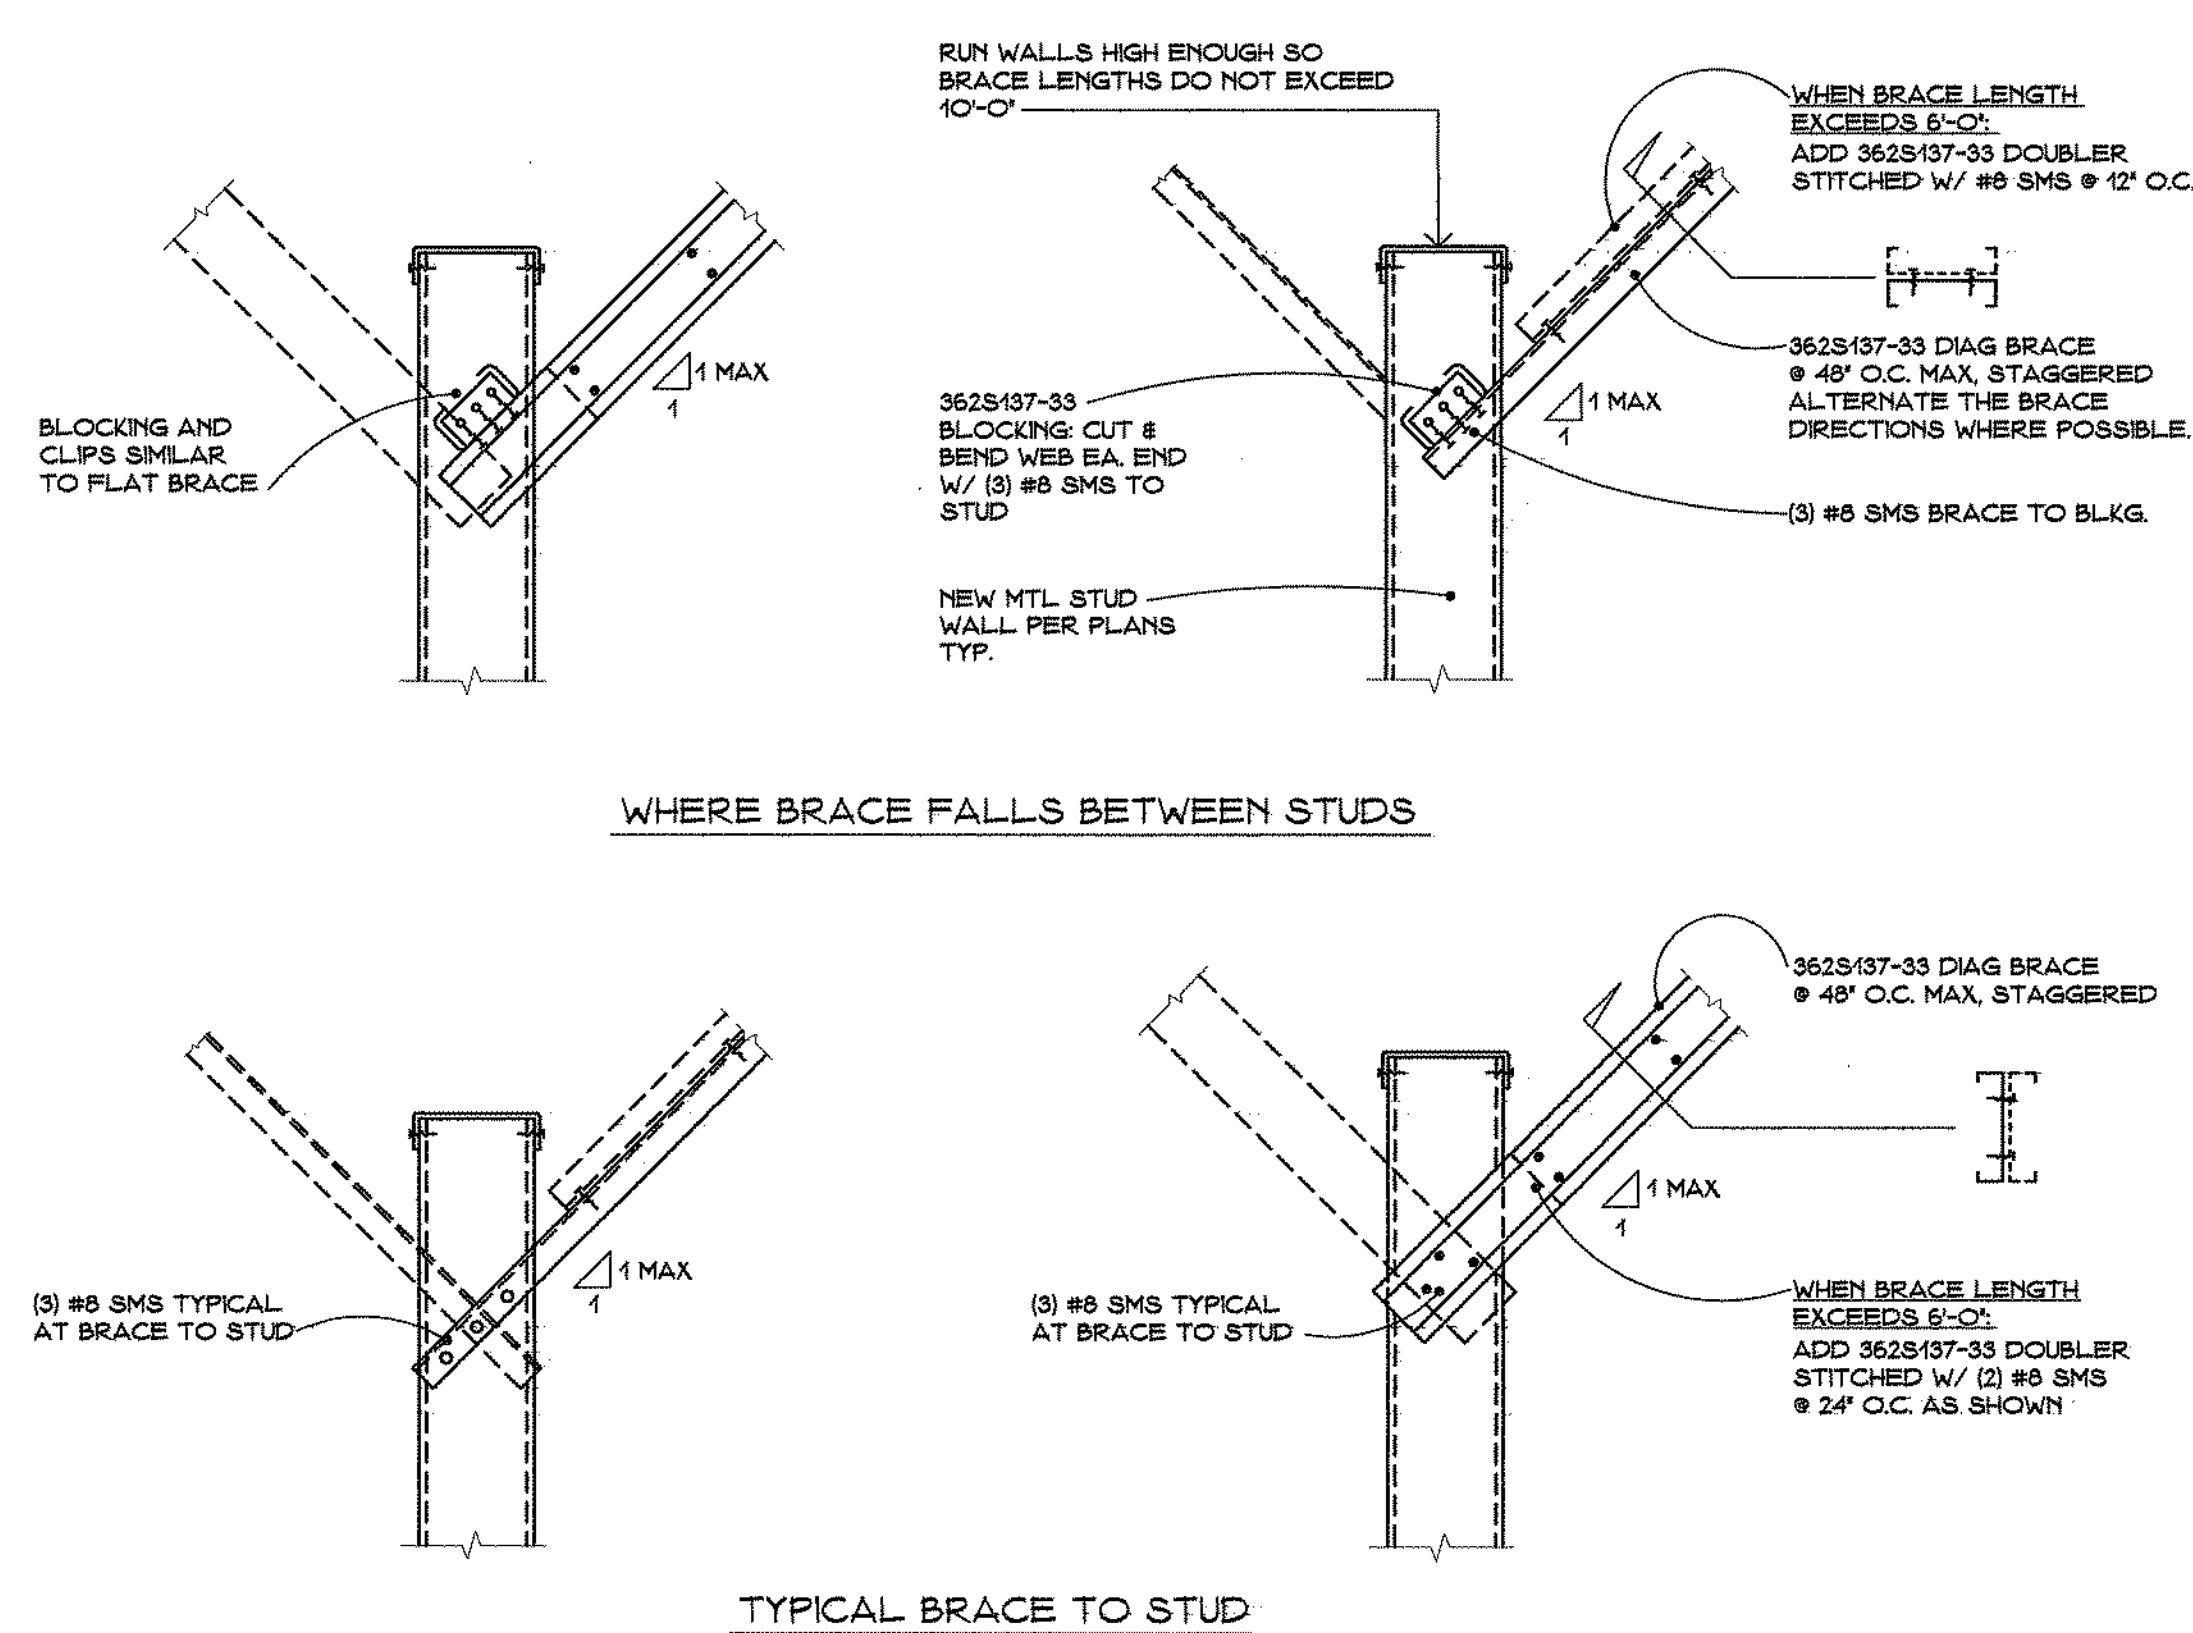 RUN WALLS HIGH ENOUGH SO
BRACE LENGTHS DO NOT EXCEED
10'-0"
WHEN BRACE LENGTH
EXCEEDS 6'-0":
ADD 362S137-33 DOUBLER
STITCHED W/ #8 SMS @ 12" O.C.
BLOCKING AND
CLIPS SIMILAR
TO FLAT BRACE
1 MAX
1
362S137-33
BLOCKING: CUT &
BEND WEB EA. END
W/ (3) #8 SMS TO
STUD
NEW MTL STUD
WALL PER PLANS
TYP.
1 MAX
1
362S137-33 DIAG BRACE
@ 48" O.C. MAX, STAGGERED
ALTERNATE THE BRACE
DIRECTIONS WHERE POSSIBLE.
(3) #8 SMS BRACE TO BLKG.
WHERE BRACE FALLS BETWEEN STUDS
(3) #8 SMS TYPICAL
AT BRACE TO STUD
1 MAX
1
(3) #8 SMS TYPICAL
AT BRACE TO STUD
1 MAX
1
362S137-33 DIAG BRACE
@ 48" O.C. MAX, STAGGERED
WHEN BRACE LENGTH
EXCEEDS 6'-0":
ADD 362S137-33 DOUBLER
STITCHED W/ (2) #8 SMS
@ 24" O.C. AS SHOWN
TYPICAL BRACE TO STUD